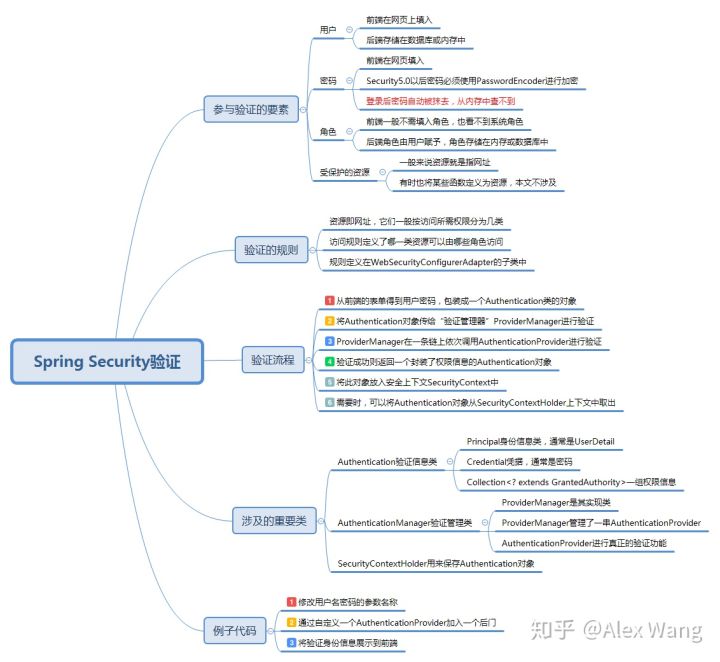 Spring Security验证
参与验证的要素
用户
前端在网页上填入
后端存储在数据库或内存中
密码
前端在网页填入
Security5.0以后密码必须使用PasswordEncoder进行加密
登录后密码自动被抹去，从内存中查不到
角色
前端一般不需填入角色，也看不到系统角色
后端角色由用户赋予，角色存储在内存或数据库中
受保护的资源
一般来说资源就是指网址
有时也将某些函数定义为资源，本文不涉及
验证的规则
资源即网址，它们一般按访问所需权限分为几类
访问规则定义了哪一类资源可以由哪些角色访问
规则定义在WebSecurityConfigurerAdapter的子类中
验证流程
1 从前端的表单得到用户密码，包装成一个Authentication类的对象
2 将Authentication对象传给“验证管理器”ProviderManager进行验证
3 ProviderManager在一条链上依次调用AuthenticationProvider进行验证
4 验证成功则返回一个封装了权限信息的Authentication对象
5 将此对象放入安全上下文SecurityContext中
6 需要时，可以将Authentication对象从SecurityContextHolder上下文中取出
涉及的重要类
Authentication验证信息类
Principal身份信息类，通常是UserDetail
Credential凭据，通常是密码
Collection<? extends GrantedAuthority>一组权限信息
AuthenticationManager验证管理类
ProviderManager是其实现类
ProviderManager管理了一串AuthenticationProvider
AuthenticationProvider进行真正的验证功能
SecurityContextHolder用来保存Authentication对象
例子代码
1 修改用户名密码的参数名称
2 通过自定义一个AuthenticationProvider加入一个后门
3 将验证身份信息展示到前端
知乎 @Alex Wang